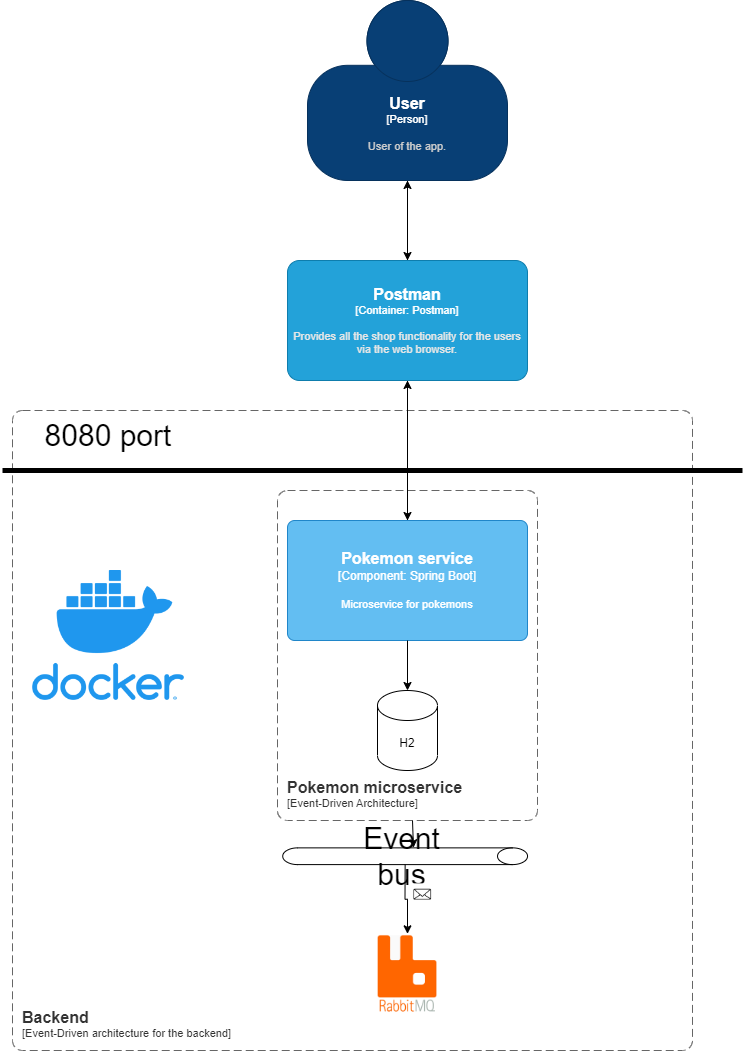 User
[Person]
User of the app.
Postman
[Container: Postman]
Provides all the shop functionality for the users
via the web browser.
8080 port
Pokemon service
[Component: Spring Boot]
Microservice for pokemons
docker
H2
Pokemon microservice
[Event-Driven Architecture]
Event
bus
RabbitMQ
Backend
[Event-Driven architecture for the backend]